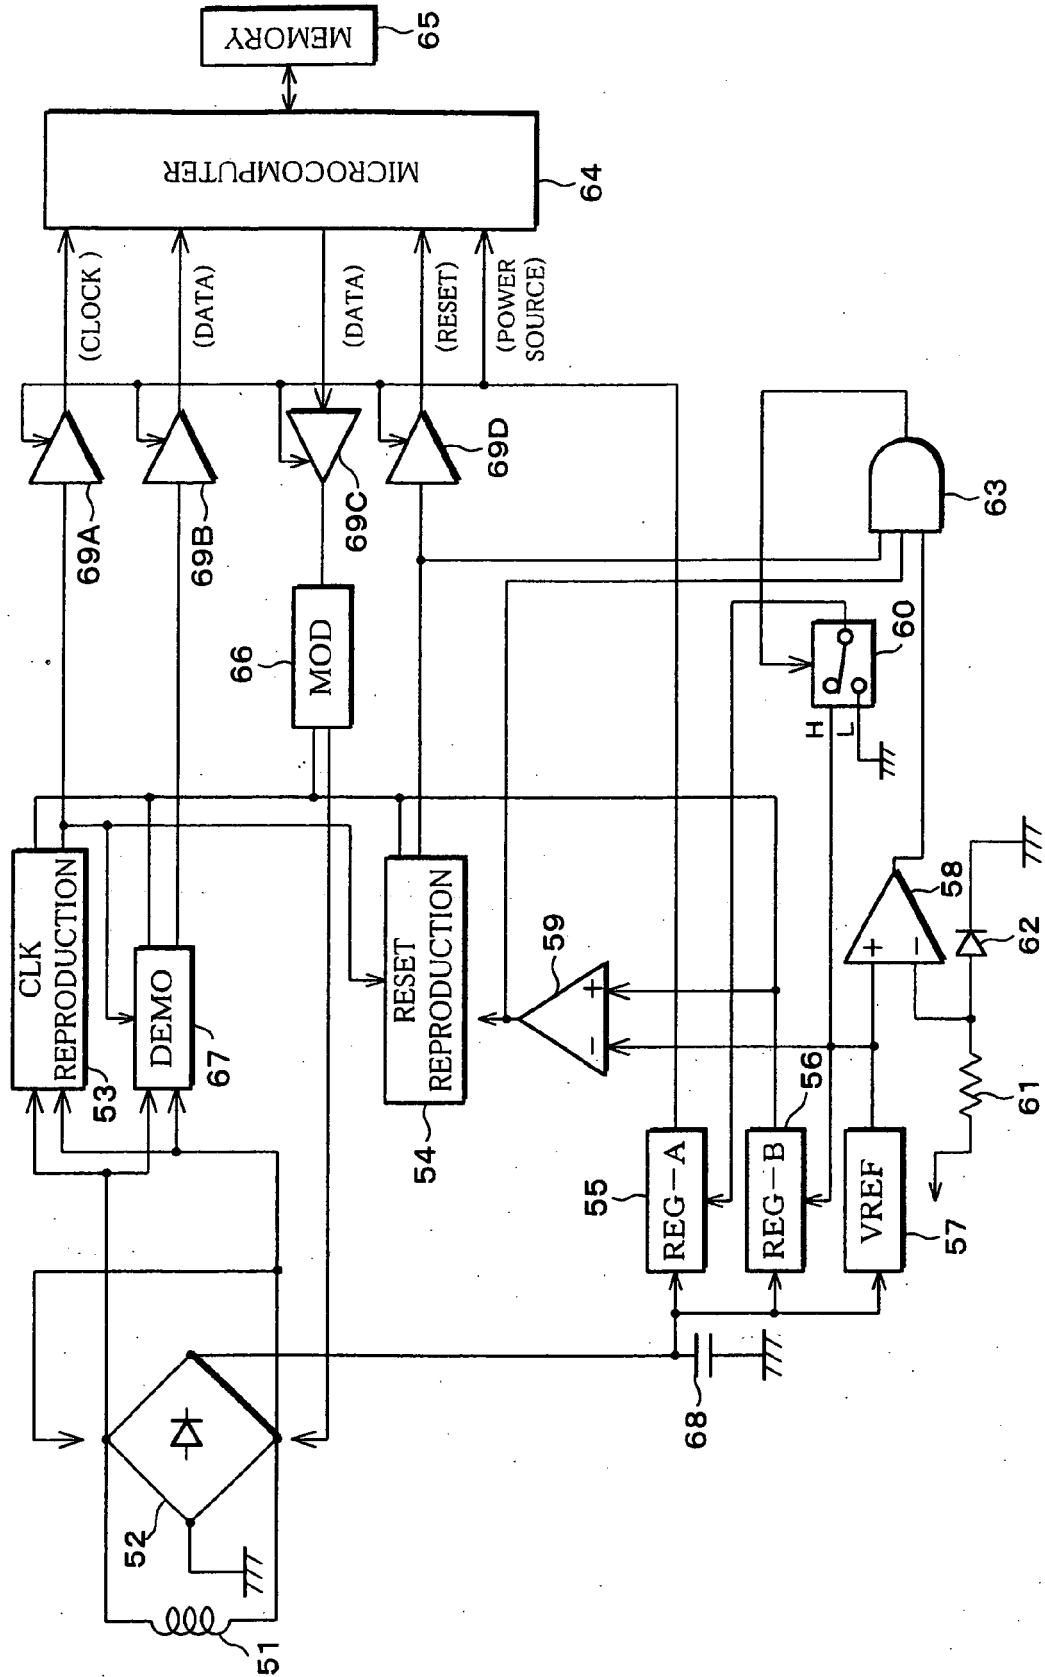 MEMORY
65
MICROCOMPUTER
64
(CLOCK)
(DATA)
(DATA)
(RESET)
(POWER
SOURCE)
69A
69B
69C
69D
66
MOD
63
60
H
L
CLK
REPRODUCTION
53
DEMO
67
RESET
REPRODUCTION
54
59
+
−
58
+
−
62
61
55
REG-A
56
REG-B
VREF
57
68
52
51